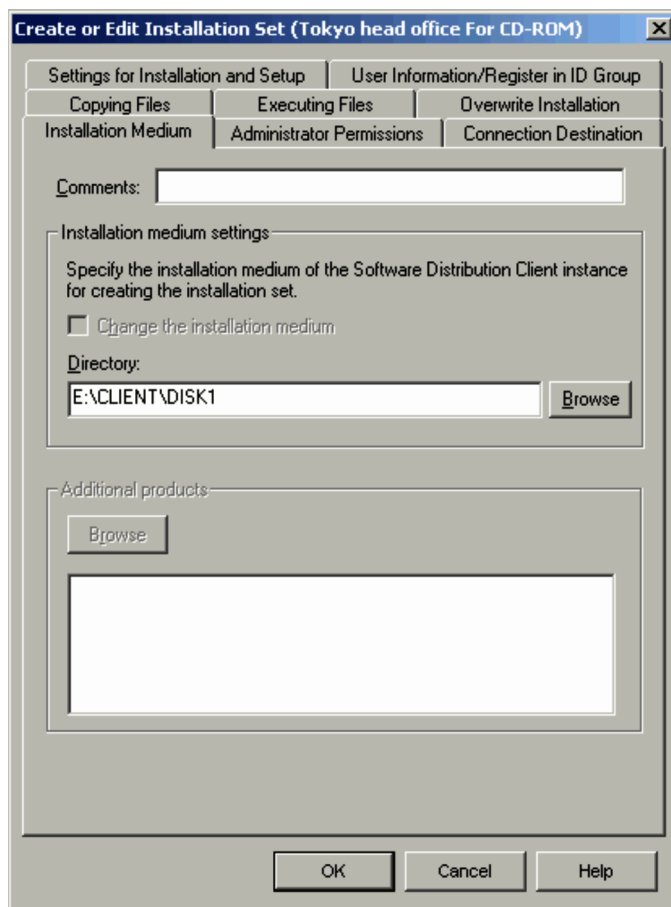 Create or Edit Installation Set (Tokyo head office For CD-ROM)
Settings for Installation and Setup
User Information/Register in ID Group
Copying Files
Executing Files
Overwrite Installation
Installation Medium
Administrator Permissions
Connection Destination
Comments:
Installation medium settings
Specify the installation medium of the Software Distribution Client instance
for creating the installation set.
Change the installation medium
Directory:
E:\CLIENT\DISK1
Browse
Additional products
Browse
OK
Cancel
Help